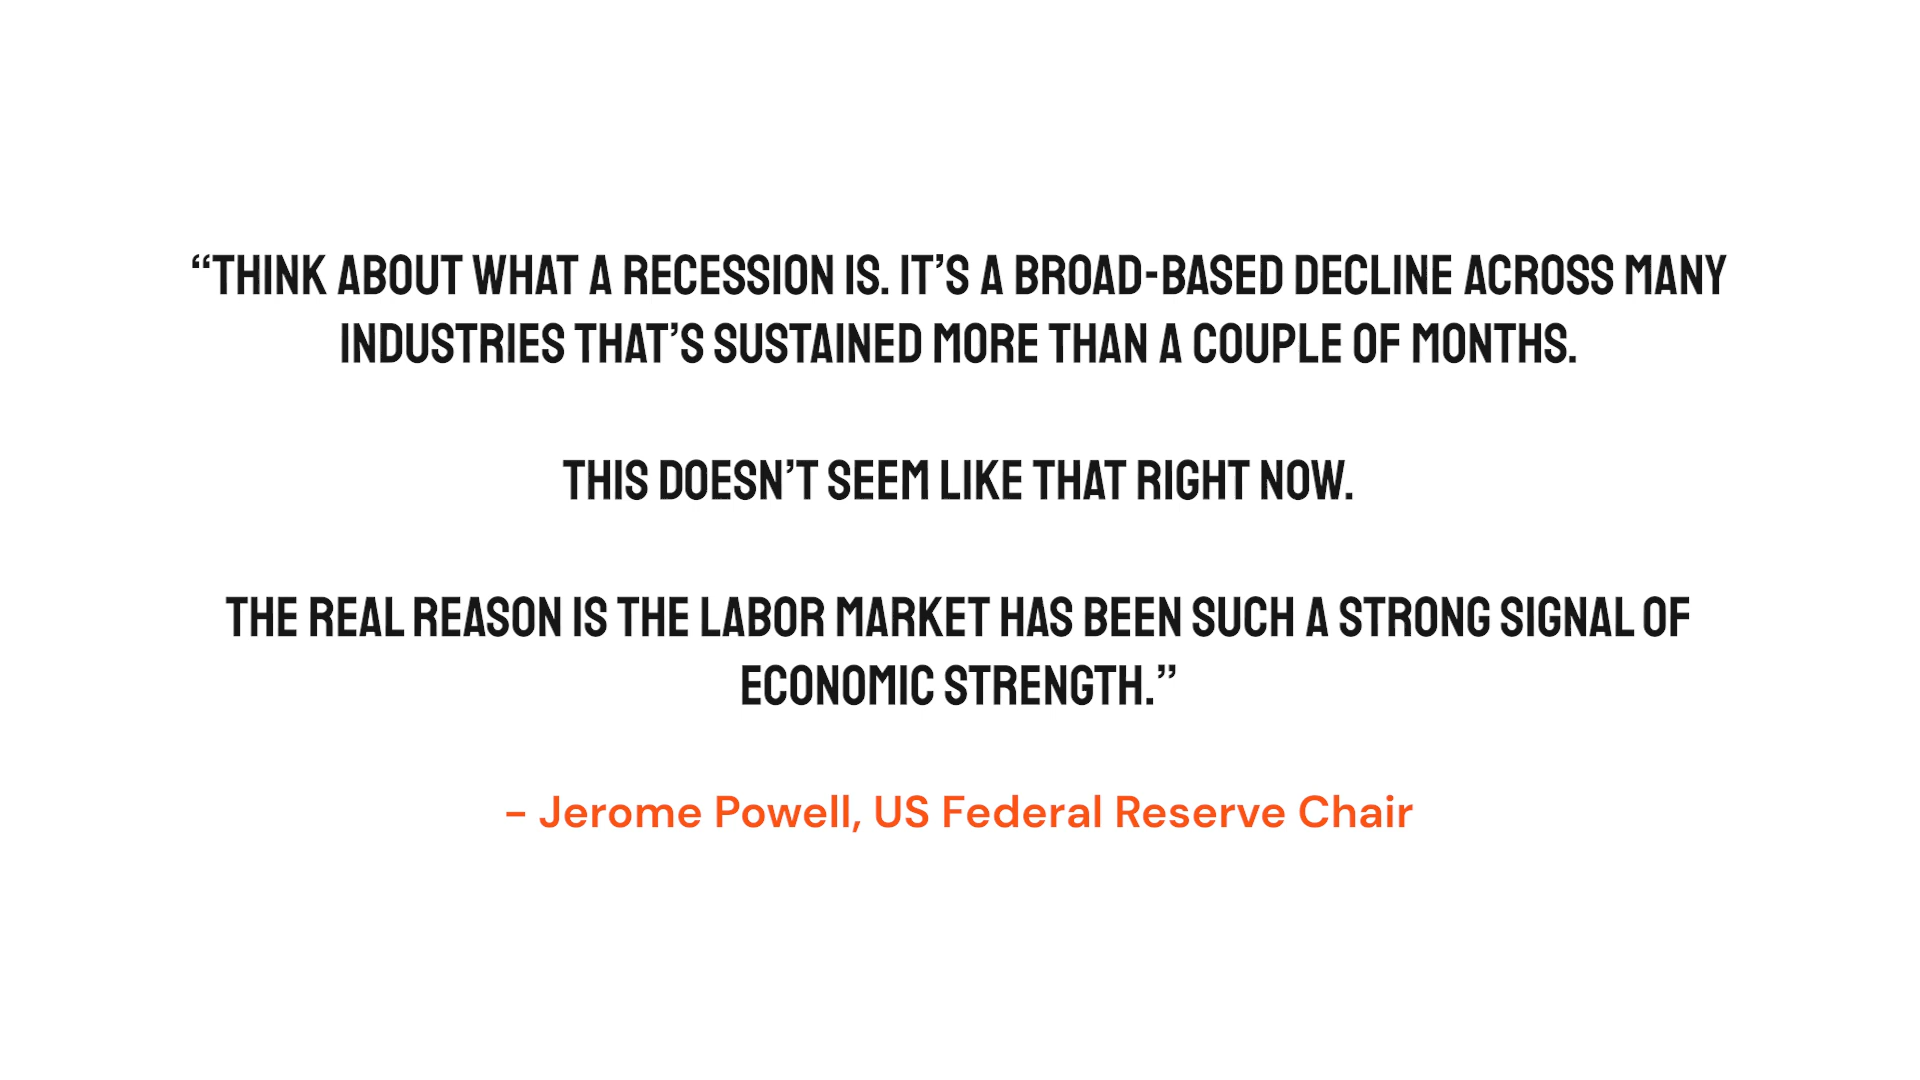 “THINK ABOUT WHAT A RECESSION IS. IT’S A BROAD-BASED DECLINE ACROSS MANY
INDUSTRIES THAT’S SUSTAINED MORE THAN A COUPLE OF MONTHS.
THIS DOESN’T SEEM LIKE THAT RIGHT NOW.
THE REAL REASON IS THE LABOR MARKET HAS BEEN SUCH A STRONG SIGNAL OF
ECONOMIC STRENGTH.”
- Jerome Powell, US Federal Reserve Chair